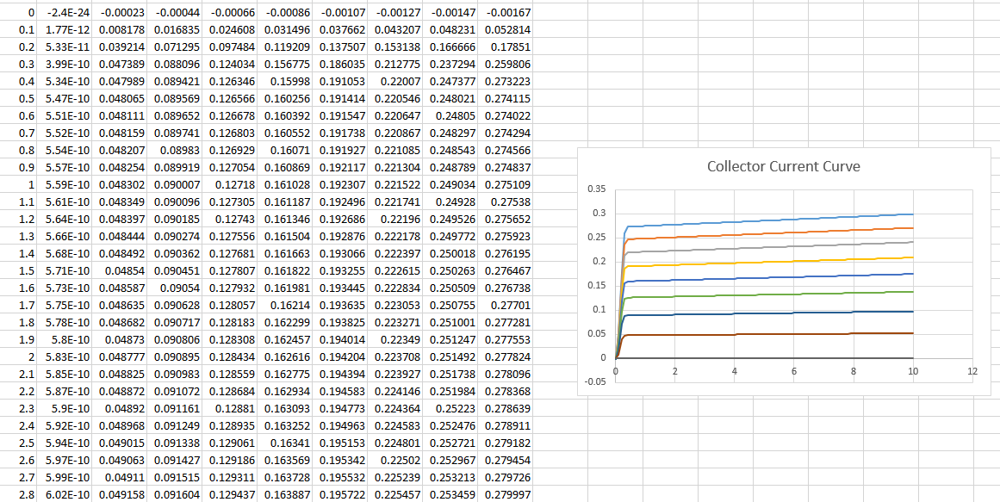 0 -2.4E-24 -0.00023 -0.00044 -0.00066 -0.00086 -0.00107 -0.00127 -0.00147 -0.00167
0.1 1.77E-12 0.008178 0.016835 0.024608 0.031496 0.037662 0.043207 0.048231 0.052814
0.2 5.33E-11 0.039214 0.071295 0.097484 0.119209 0.137507 0.153138 0.166666 0.17851
0.3 3.99E-10 0.047389 0.088096 0.124034 0.156775 0.186035 0.212775 0.237294 0.259806
0.4 5.34E-10 0.047989 0.089421 0.126346 0.15998 0.191053 0.22007 0.247377 0.273223
0.5 5.47E-10 0.048065 0.089569 0.126566 0.160256 0.191414 0.220546 0.248021 0.274115
0.6 5.51E-10 0.048111 0.089652 0.126678 0.160392 0.191547 0.220647 0.24805 0.274022
0.7 5.52E-10 0.048159 0.089741 0.126803 0.160552 0.191738 0.220867 0.248297 0.274294
0.8 5.54E-10 0.048207 0.08983 0.126929 0.16071 0.191927 0.221085 0.248543 0.274566
0.9 5.57E-10 0.048254 0.089919 0.127054 0.160869 0.192117 0.221304 0.248789 0.274837
1 5.59E-10 0.048302 0.090007 0.12718 0.161028 0.192307 0.221522 0.249034 0.275109
1.1 5.61E-10 0.048349 0.090096 0.127305 0.161187 0.192496 0.221741 0.24928 0.27538
1.2 5.64E-10 0.048397 0.090185 0.12743 0.161346 0.192686 0.22196 0.249526 0.275652
1.3 5.66E-10 0.048444 0.090274 0.127556 0.161504 0.192876 0.222178 0.249772 0.275923
1.4 5.68E-10 0.048492 0.090362 0.127681 0.161663 0.193066 0.222397 0.250018 0.276195
1.5 5.71E-10 0.04854 0.090451 0.127807 0.161822 0.193255 0.222615 0.250263 0.276467
1.6 5.73E-10 0.048587 0.09054 0.127932 0.161981 0.193445 0.222834 0.250509 0.276738
1.7 5.75E-10 0.048635 0.090628 0.128057 0.16214 0.193635 0.223053 0.250755 0.27701
1.8 5.78E-10 0.048682 0.090717 0.128183 0.162299 0.193825 0.223271 0.251001 0.277281
1.9 5.8E-10 0.04873 0.090806 0.128308 0.162457 0.194014 0.22349 0.251247 0.277553
2 5.83E-10 0.048777 0.090895 0.128434 0.162616 0.194204 0.223708 0.251492 0.277824
2.1 5.85E-10 0.048825 0.090983 0.128559 0.162775 0.194394 0.223927 0.251738 0.278096
2.2 5.87E-10 0.048872 0.091072 0.128684 0.162934 0.194583 0.224146 0.251984 0.278368
2.3 5.9E-10 0.04892 0.091161 0.12881 0.163093 0.194773 0.224364 0.25223 0.278639
2.4 5.92E-10 0.048968 0.091249 0.128935 0.163252 0.194963 0.224583 0.252476 0.278911
2.5 5.94E-10 0.049015 0.091338 0.129061 0.16341 0.195153 0.224801 0.252721 0.279182
2.6 5.97E-10 0.049063 0.091427 0.129186 0.163569 0.195342 0.22502 0.252967 0.279454
2.7 5.99E-10 0.04911 0.091515 0.129311 0.163728 0.195532 0.225239 0.253213 0.279726
2.8 6.02E-10 0.049158 0.091604 0.129437 0.163887 0.195722 0.225457 0.253459 0.279997
Collector Current Curve
0.35
0.3
0.25
0.2
0.15
0.1
0.05
0
-0.05
0 2 4 6 8 10 12